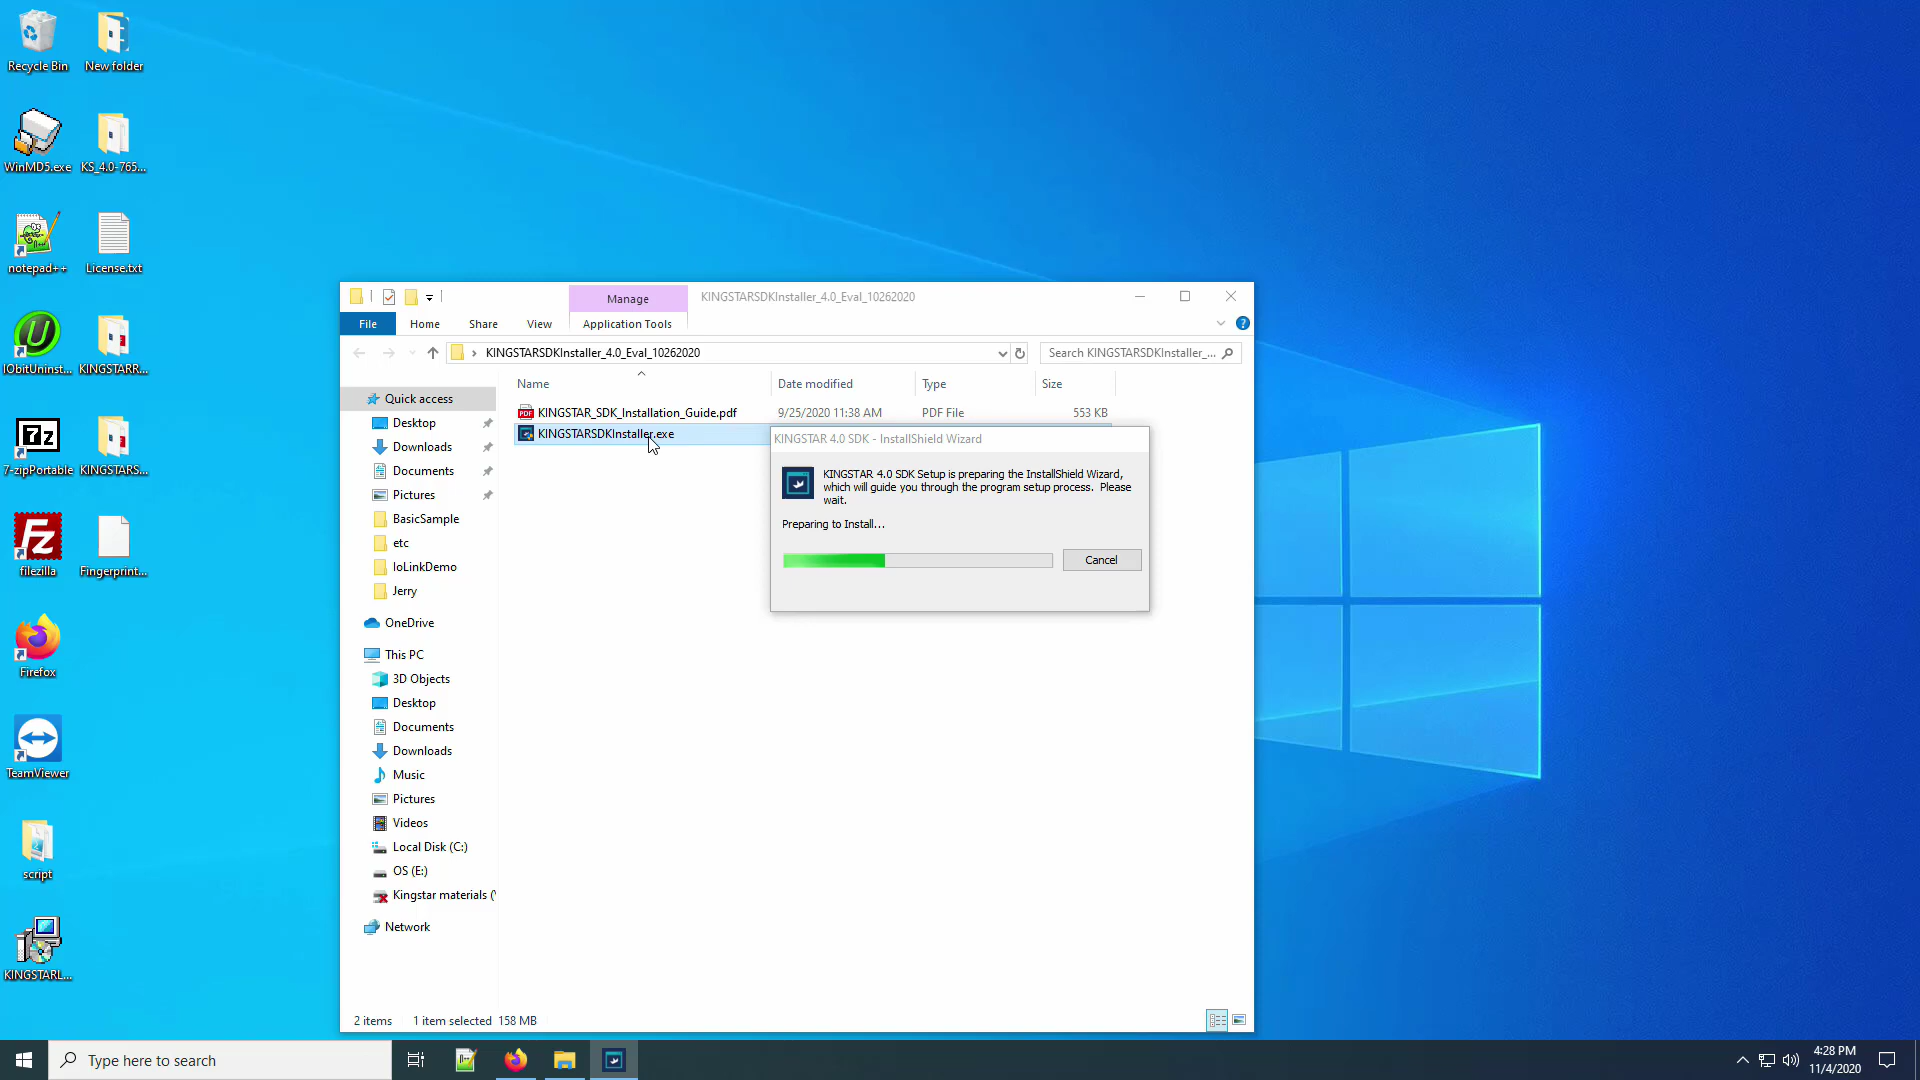 Recycle Bin
New folder
WinMD5.exe
KS_4.0-765...
notepad++
License.txt
IObitUninst...
KINGSTARR...
7-zipPortable
KINGSTARS...
filezilla
Fingerprint...
Firefox
TeamViewer
script
KINGSTARL...
Manage
KINGSTARSDKInstaller_4.0_Eval_10262020
File
Home
Share
View
Application Tools
KINGSTARSDKInstaller_4.0_Eval_10262020
Search KINGSTARSDKInstaller_...
Name
Date modified
Type
Size
KINGSTAR_SDK_Installation_Guide.pdf
9/25/2020 11:38 AM
PDF File
553 KB
KINGSTARSDKInstaller.exe
Quick access
Desktop
Downloads
Documents
Pictures
BasicSample
etc
IoLinkDemo
Jerry
OneDrive
This PC
3D Objects
Desktop
Documents
Downloads
Music
Pictures
Videos
Local Disk (C:)
OS (E:)
Kingstar materials (
Network
KINGSTAR 4.0 SDK - InstallShield Wizard
KINGSTAR 4.0 SDK Setup is preparing the InstallShield Wizard,
which will guide you through the program setup process. Please
wait.
Preparing to Install...
Cancel
2 items
1 item selected 158 MB
Type here to search
4:28 PM
11/4/2020